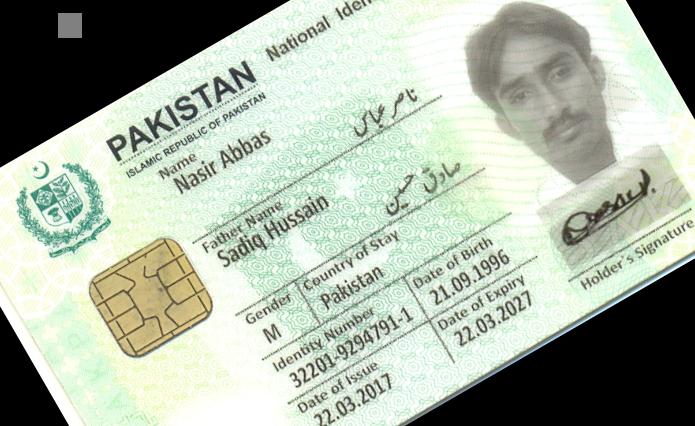 PAKISTAN National Iden
ISLAMIC REPUBLIC OF PAKISTAN
Name
Nasir Abbas
ناصر عباس
Father Name
Sadiq Hussain
صادق حسین
Gender
M
Country of Stay
Pakistan
Identity Number
32201-9294791-1
Date of Birth
21.09.1996
Date of Issue
22.03.2017
Date of Expiry
22.03.2027
Holder's Signature